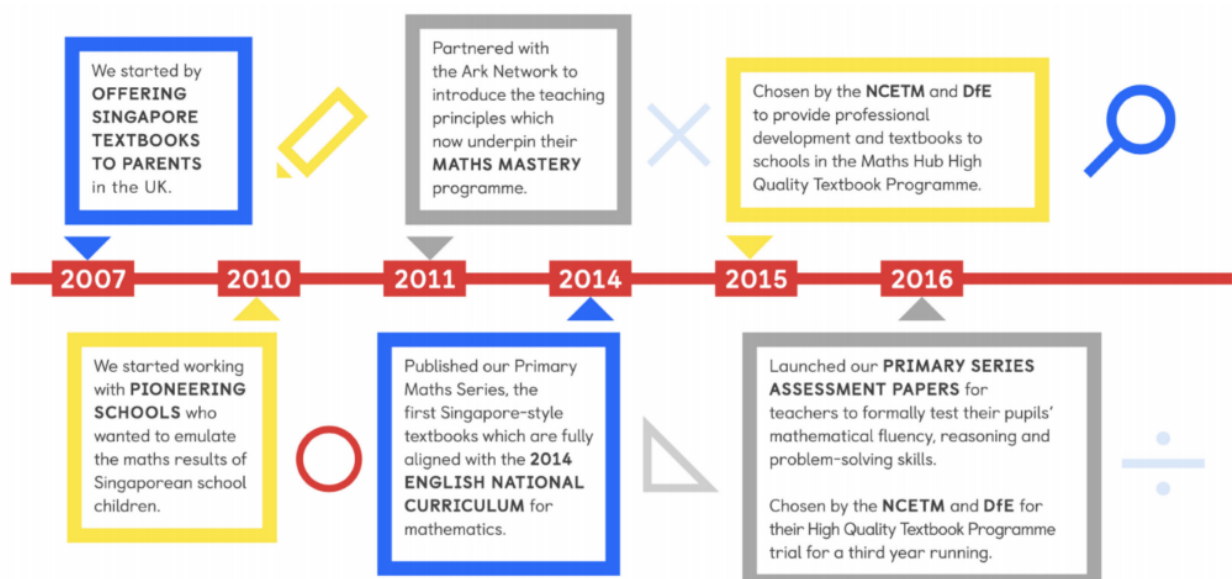 We started by
OFFERING
SINGAPORE
TEXTBOOKS
TO PARENTS
in the UK.
Partnered with
the Ark Network to
introduce the teaching
principles which
now underpin their
MATHS MASTERY
programme.
Chosen by the NCETM and DfE
to provide professional
development and textbooks to
schools in the Maths Hub High
Quality Textbook Programme.
2007
2010
2011
2014
2015
2016
We started working
with PIONEERING
SCHOOLS who
wanted to emulate
the maths results of
Singaporean school
children.
Published our Primary
Maths Series, the
first Singapore-style
textbooks which are fully
aligned with the 2014
ENGLISH NATIONAL
CURRICULUM for
mathematics.
Launched our PRIMARY SERIES
ASSESSMENT PAPERS for
teachers to formally test their pupils'
mathematical fluency, reasoning and
problem-solving skills.
Chosen by the NCETM and DfE for
their High Quality Textbook Programme
trial for a third year running.